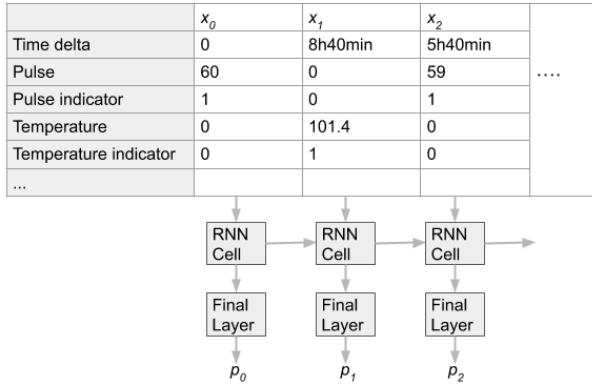 x0 x1 x2
Time delta 0 8h40min 5h40min
Pulse 60 0 59 ....
Pulse indicator 1 0 1
Temperature 0 101.4 0
Temperature indicator 0 1 0
...
RNN Cell RNN Cell RNN Cell
Final Layer Final Layer Final Layer
p0 p1 p2